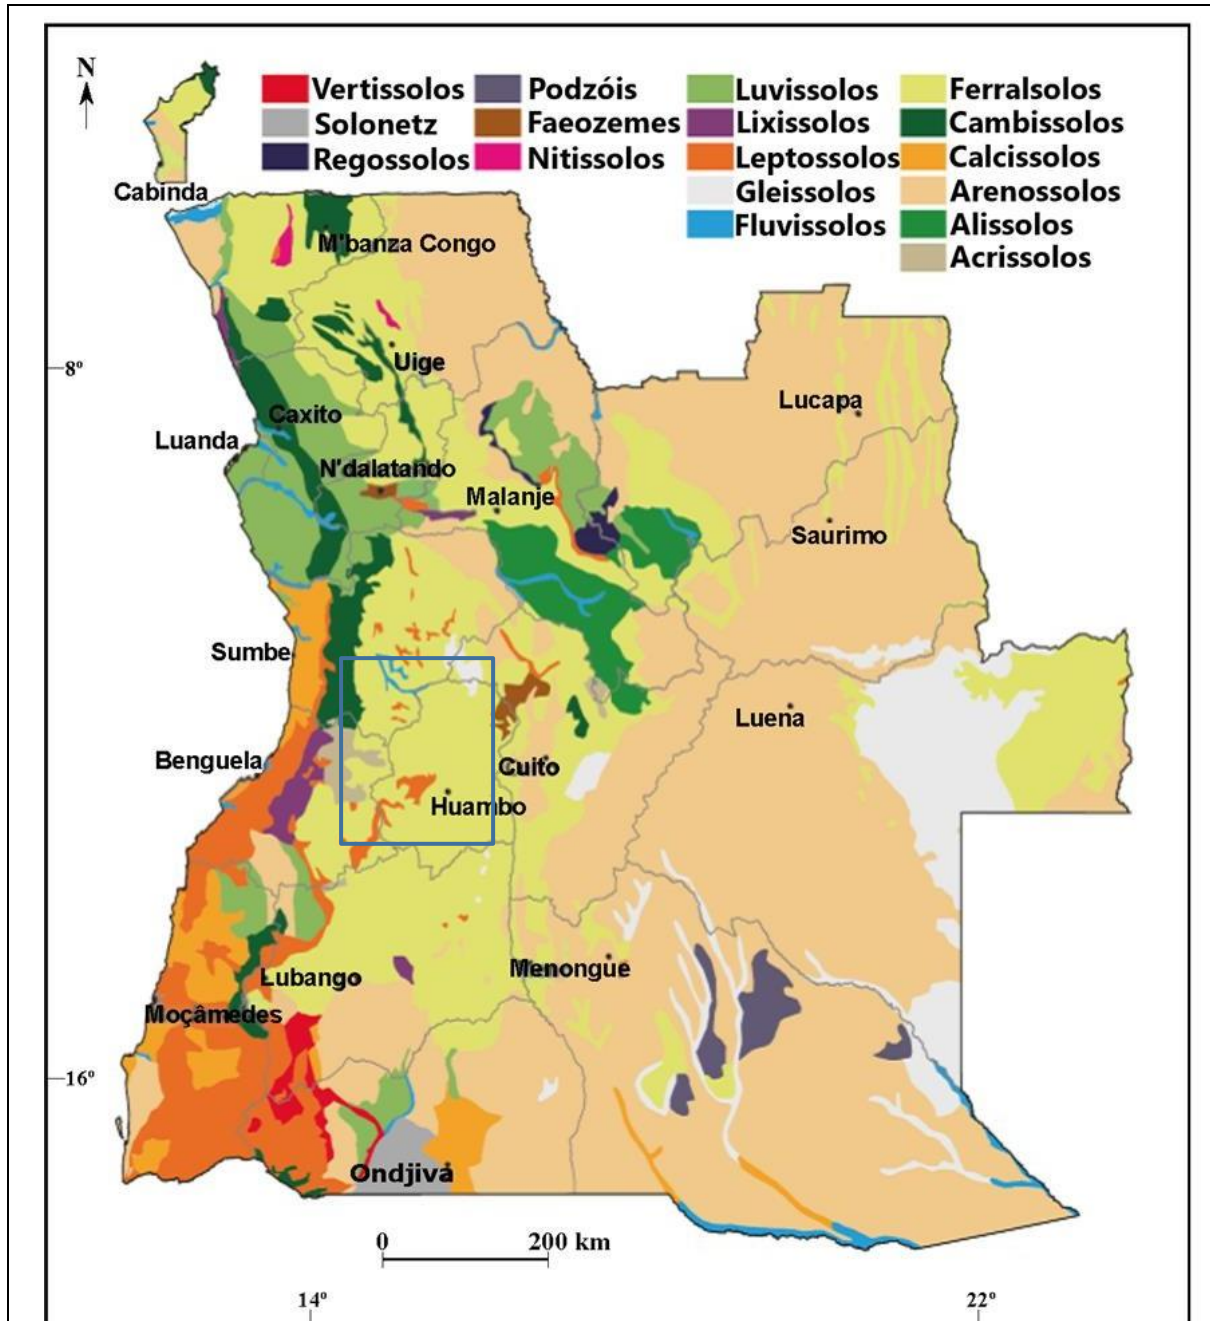 N
Vertissolos
Podzóis
Luvissolos
Ferralsolos
Solonetz
Faeozemes
Lixissolos
Cambissolos
Regossolos
Nitissolos
Leptossolos
Calcissolos
Gleissolos
Arenossolos
Fluvissolos
Alissolos
Acrissolos
Cabinda
M'banza Congo
8º
Uige
Lucapa
Caxito
Luanda
N'dalatando
Malanje
Saurimo
Sumbe
Luena
Benguela
Cuito
Huambo
Menongue
Lubango
Moçâmedes
16º
Ondjiva
0 200 km
14º 22º